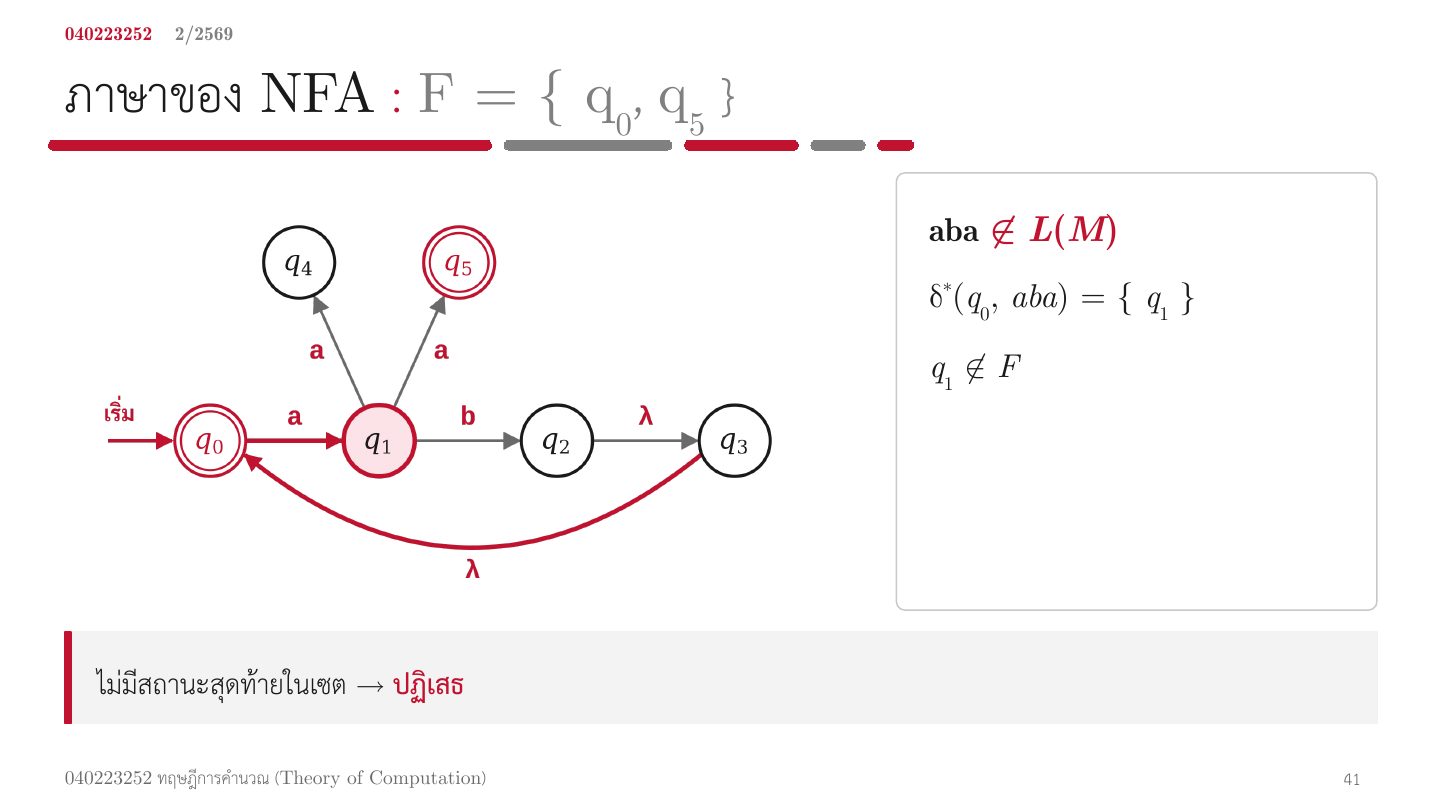 040223252 2/2569
ภาษาของ NFA : F = { q0, q5 }
q4
q5
a
a
เริ่ม
q0
a
q1
b
q2
λ
q3
λ
aba ∉ L(M)
δ*(q0, aba) = { q1 }
q1 ∉ F
ไม่มีสถานะสุดท้ายในเซต → ปฏิเสธ
040223252 ทฤษฎีการคำนวณ (Theory of Computation)
41